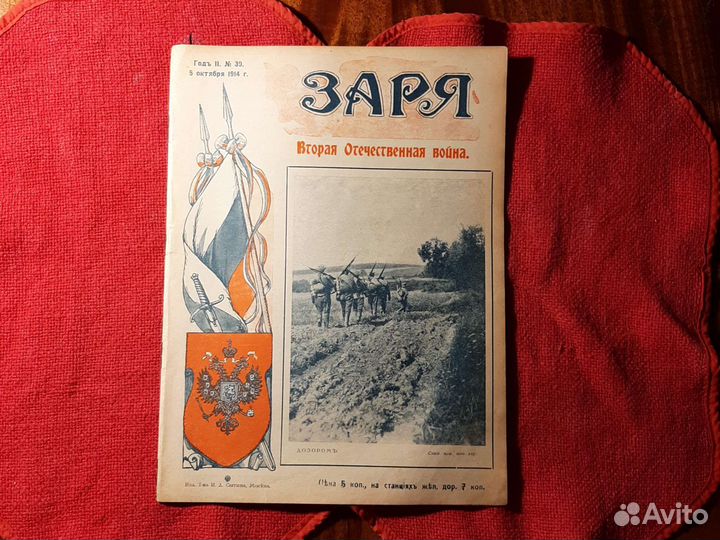 Годъ II. № 39.
5 октября 1914 г.
ЗАРЯ
Вторая Отечественная война.
ДОЗОРОМЪ.
Изд. Т-ва И. Д. Сытина, Москва.
Цѣна 5 коп., на станціяхъ жел. дор. 7 коп.
Avito